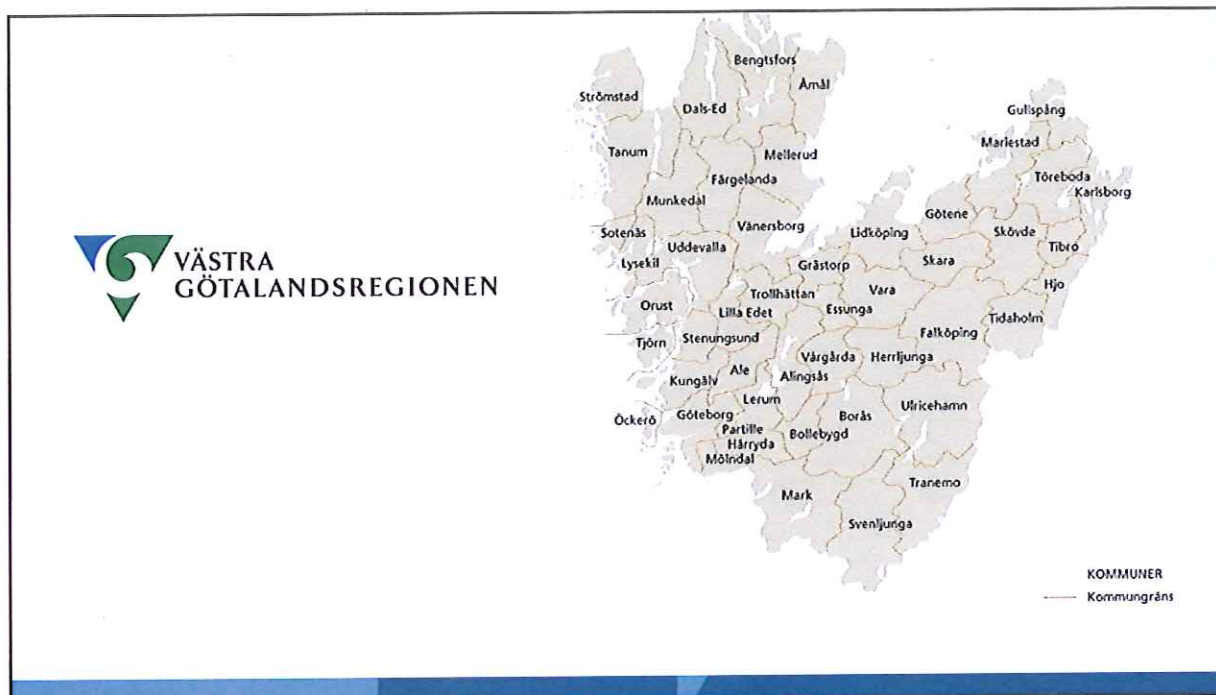 VÄSTRA
GÖTALANDSREGIONEN
Bengtsfors
Åmål
Strömstad
Dals-Ed
Gullspång
Tanum
Mellerud
Mariestad
Färgelanda
Töreboda
Karlsborg
Munkedal
Götene
Vänersborg
Sotenäs
Lidköping
Skövde
Uddevalla
Tibro
Lysekil
Grästorp
Skara
Hjo
Orust
Trollhättan
Vara
Lilla Edet
Essunga
Tidaholm
Falköping
Tjörn
Stenungsund
Vårgårda
Herrljunga
Kungälv
Ale
Alingsås
Lerum
Ulricehamn
Öckerö
Göteborg
Borås
Partille
Bollebygd
Härryda
Mölndal
Tranemo
Mark
Svenljunga
KOMMUNER
Kommungräns